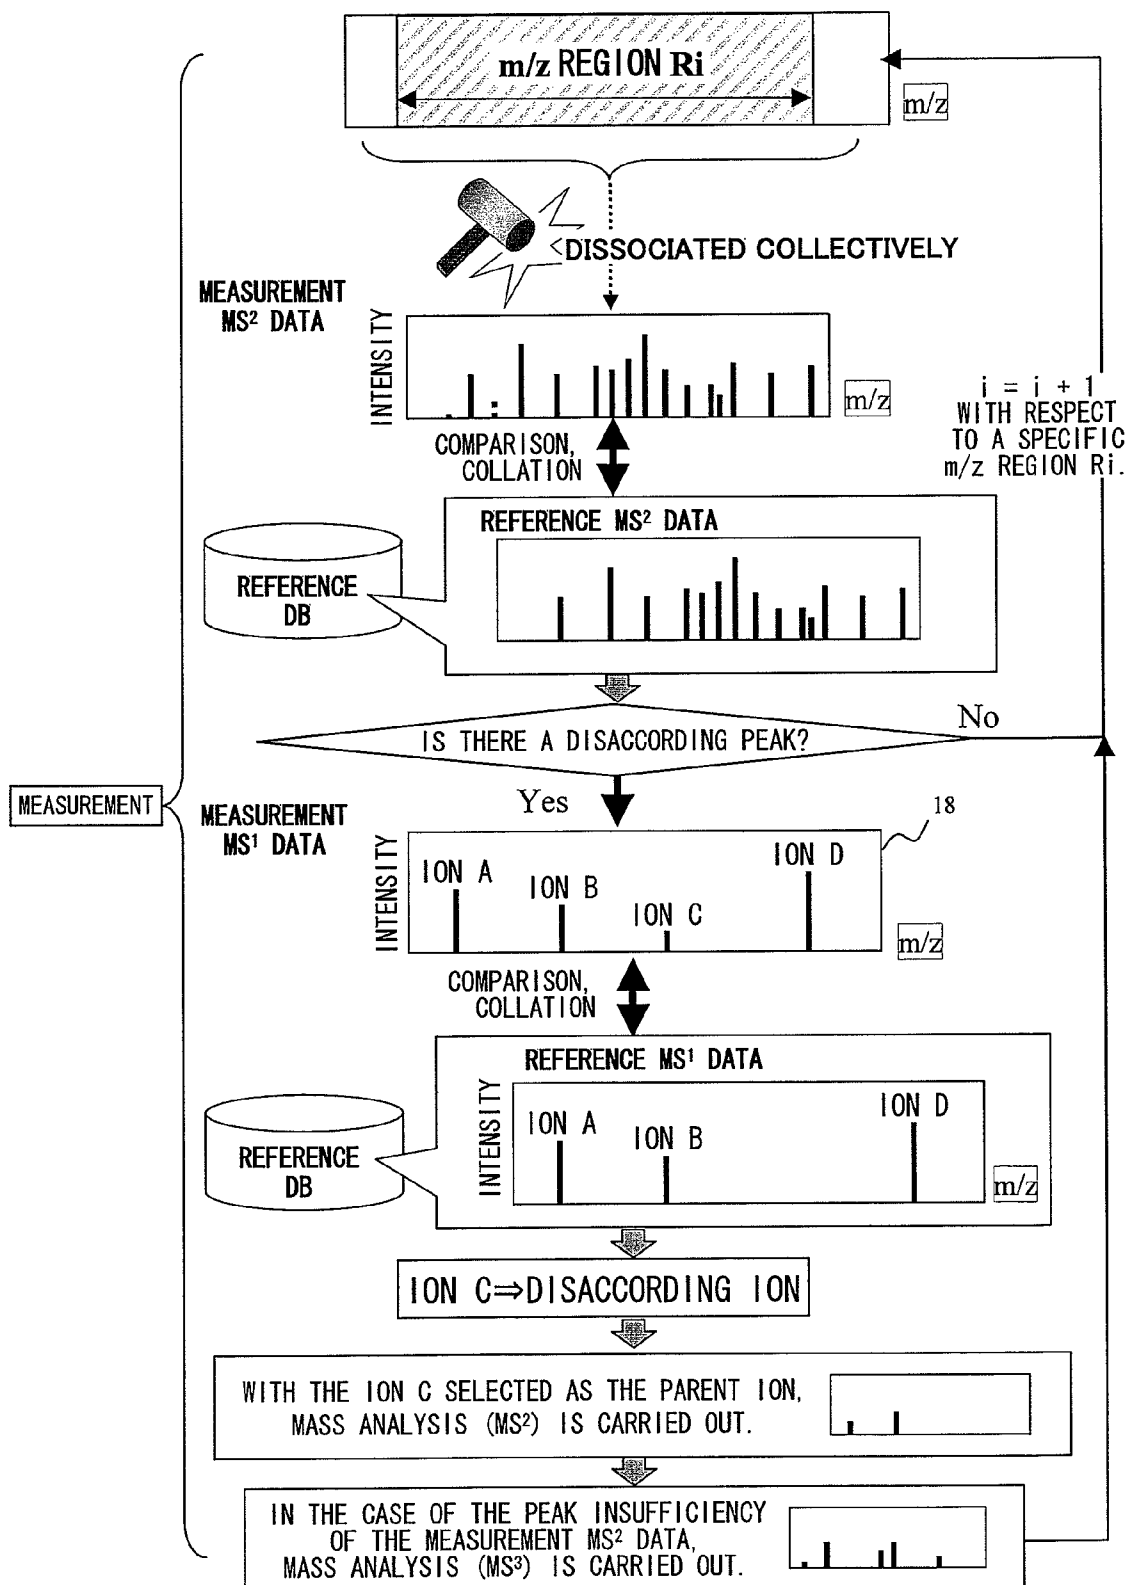 m/z REGION Ri
m/z
DISSOCIATED COLLECTIVELY
MEASUREMENT
MS² DATA
INTENSITY
m/z
i = i + 1
WITH RESPECT
TO A SPECIFIC
m/z REGION Ri.
COMPARISON,
COLLATION
REFERENCE MS² DATA
REFERENCE
DB
IS THERE A DISACCORDING PEAK?
No
Yes
MEASUREMENT
MEASUREMENT
MS¹ DATA
18
INTENSITY
ION A
ION B
ION C
ION D
m/z
COMPARISON,
COLLATION
REFERENCE MS¹ DATA
REFERENCE
DB
INTENSITY
ION A
ION B
ION D
m/z
ION C⇒DISACCORDING ION
WITH THE ION C SELECTED AS THE PARENT ION,
MASS ANALYSIS (MS²) IS CARRIED OUT.
IN THE CASE OF THE PEAK INSUFFICIENCY
OF THE MEASUREMENT MS² DATA,
MASS ANALYSIS (MS³) IS CARRIED OUT.